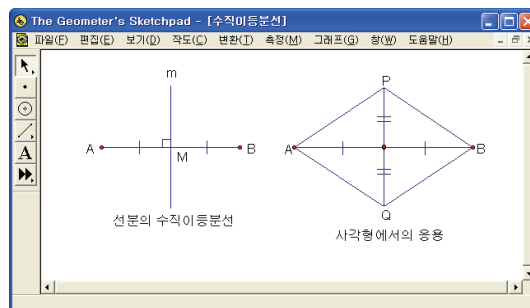 The Geometer's Sketchpad - [수직이등분선]
파일(F) 편집(E) 보기(D) 작도(C) 변환(T) 측정(M) 그래프(G) 창(W) 도움말(H)
A
m
P
A M B A B
Q
선분의 수직이등분선
사각형에서의 응용